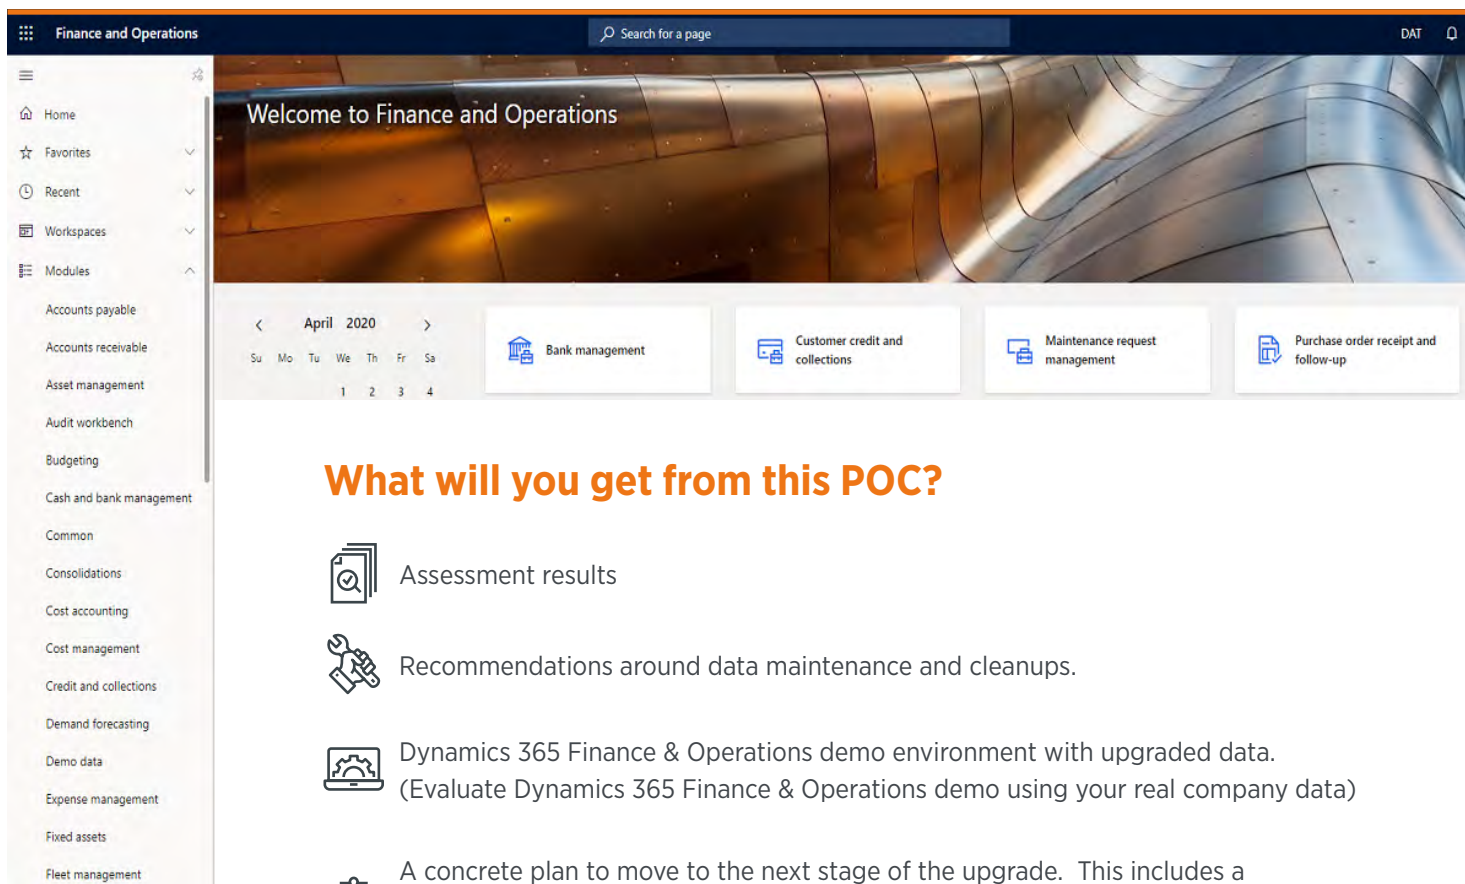 Finance and Operations
Search for a page
DAT
Home
Favorites
Recent
Workspaces
Modules
Accounts payable
Accounts receivable
Asset management
Audit workbench
Budgeting
Cash and bank management
Common
Consolidations
Cost accounting
Cost management
Credit and collections
Demand forecasting
Demo data
Expense management
Fixed assets
Fleet management
Welcome to Finance and Operations
April 2020
Su Mo Tu We Th Fr Sa
1 2 3 4
Bank management
Customer credit and
collections
Maintenance request
management
Purchase order receipt and
follow-up
What will you get from this POC?
Assessment results
Recommendations around data maintenance and cleanups.
Dynamics 365 Finance & Operations demo environment with upgraded data.
(Evaluate Dynamics 365 Finance & Operations demo using your real company data)
A concrete plan to move to the next stage of the upgrade. This includes a